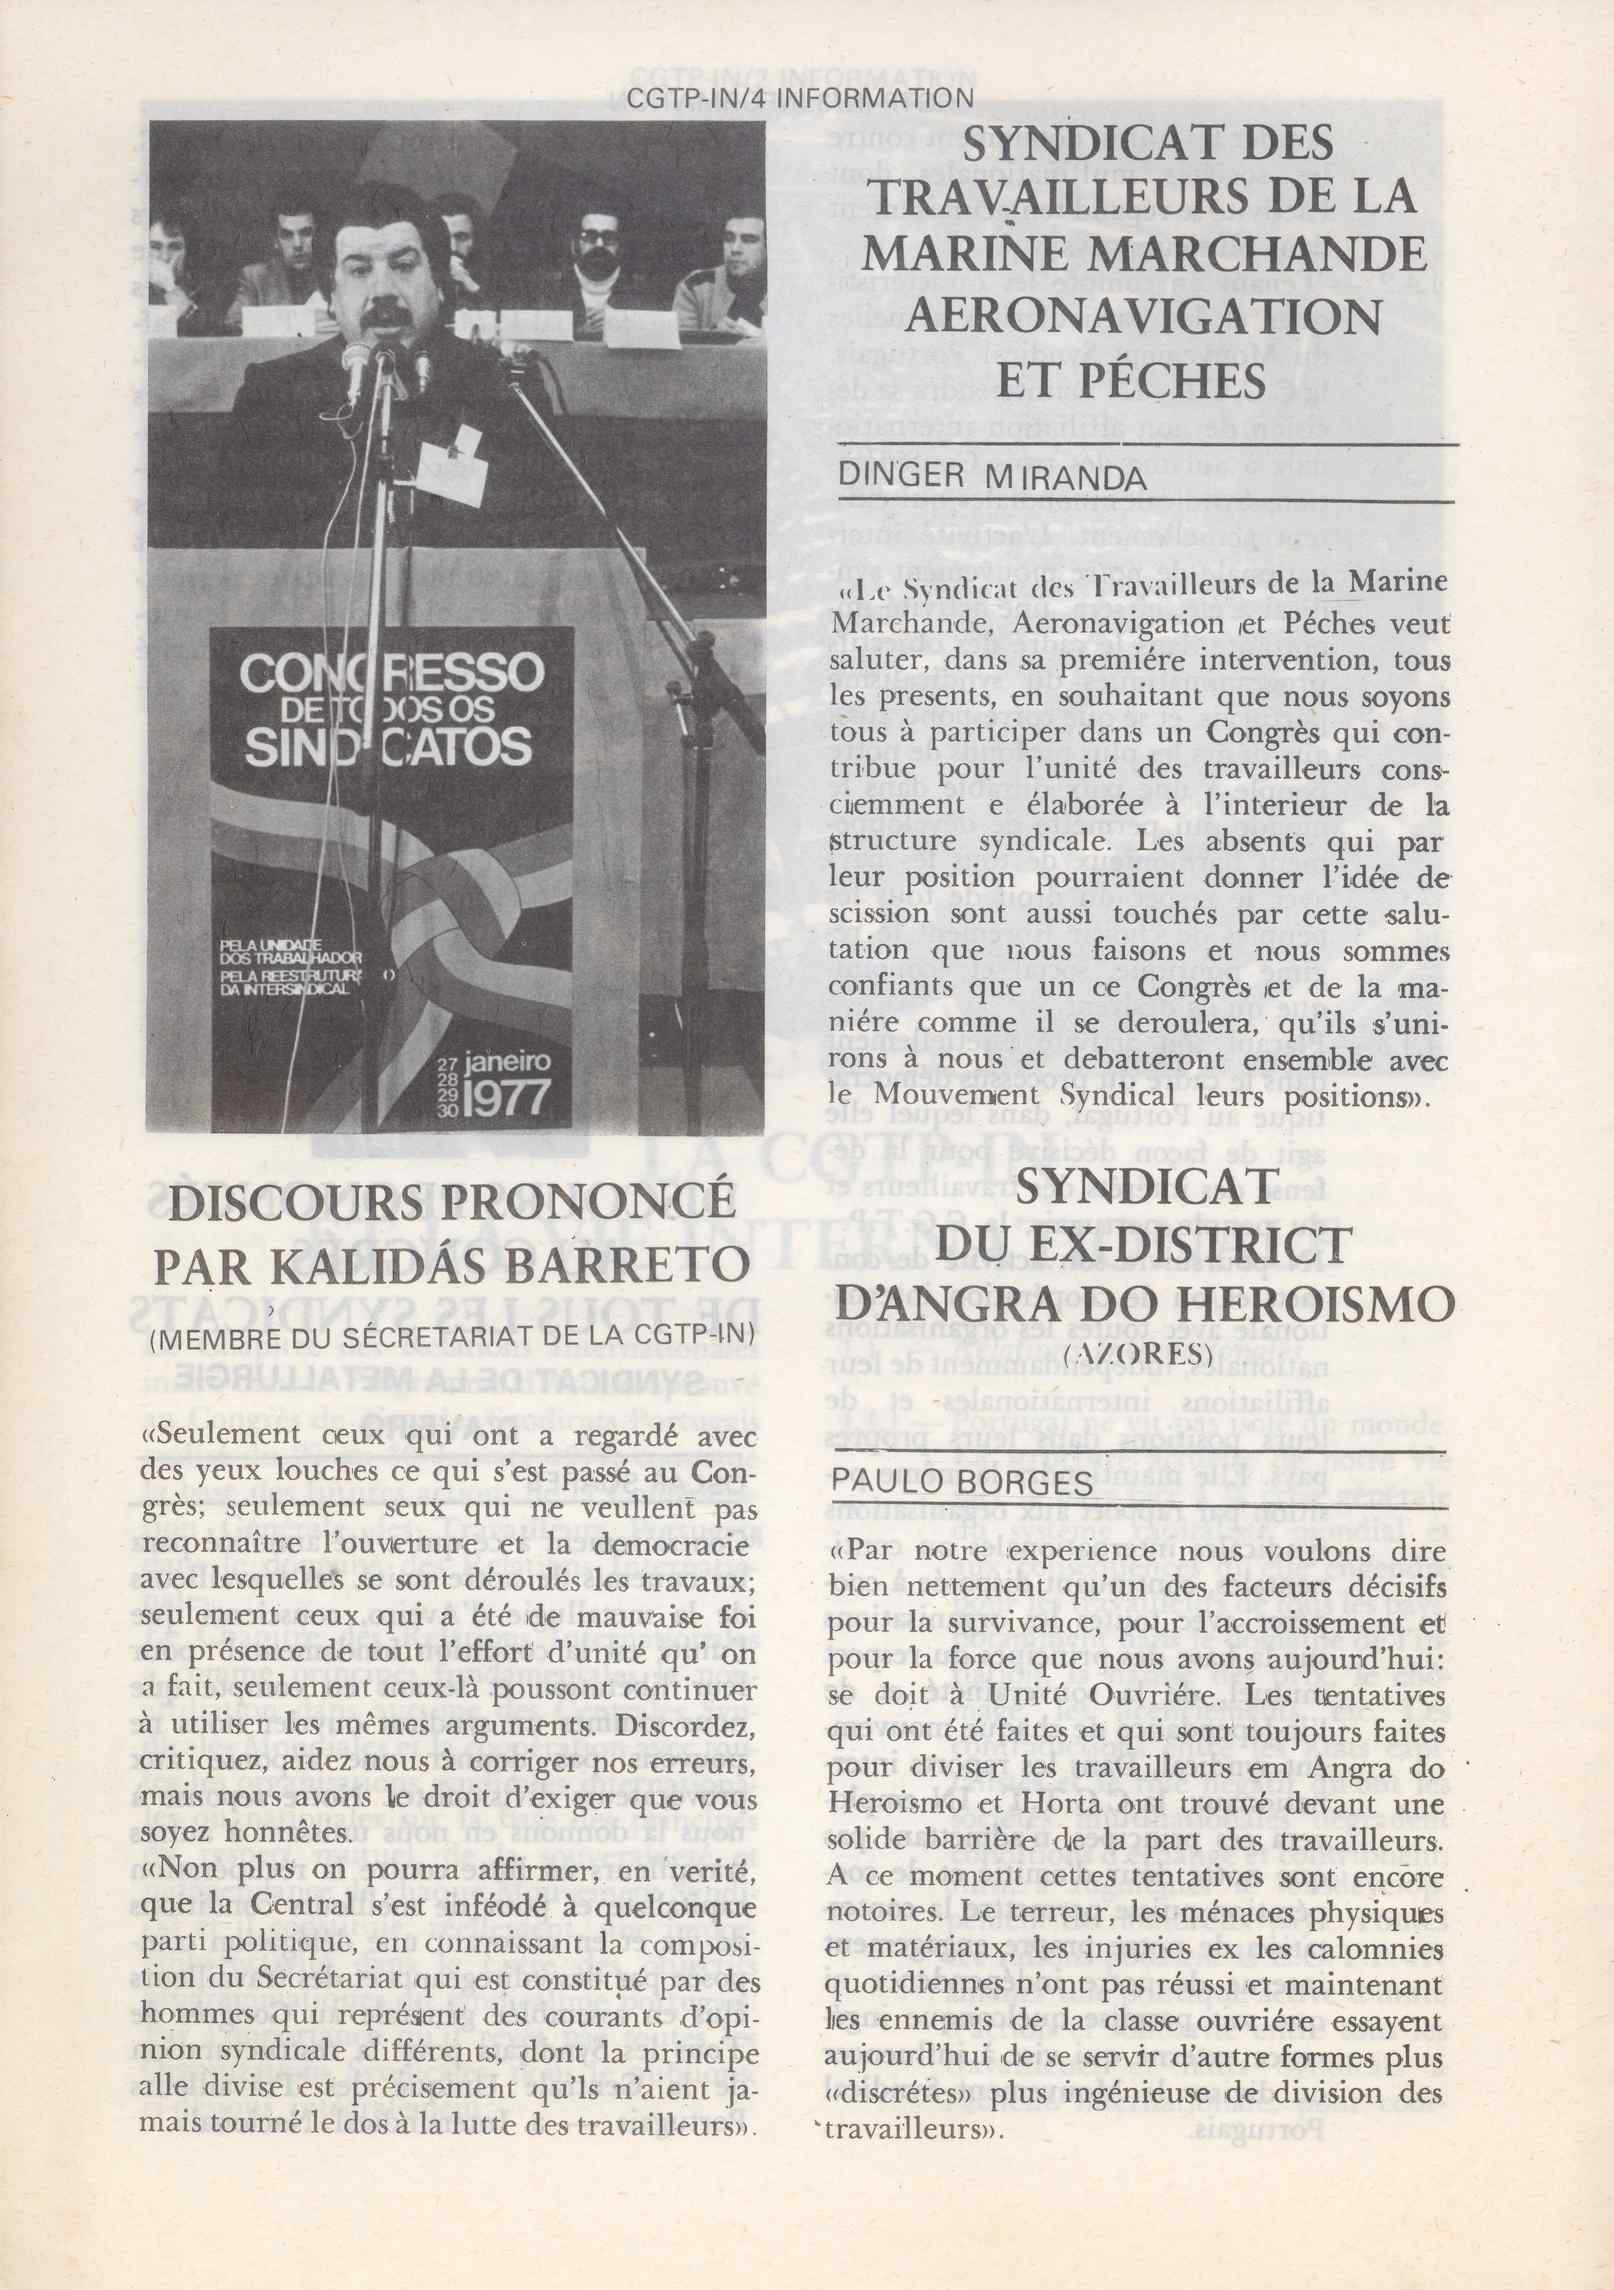 CGTP-IN/4 INFORMATION
CONGRESSO
DE TODOS OS
SINDICATOS
PELA UNIDADE
DOS TRABALHADOR
PELA REESTRUTUR O
DA INTERSINDICAL
27 janeiro
28
29 1977
30
DISCOURS PRONONCÉ
PAR KALIDÁS BARRETO
(MEMBRE DU SÉCRETARIAT DE LA CGTP-IN)
«Seulement ceux qui ont a regardé avec
des yeux louches ce qui s'est passé au Con-
grès; seulement seux qui ne veullent pas
reconnaître l'ouverture et la democracie
avec lesquelles se sont déroulés les travaux;
seulement ceux qui a été de mauvaise foi
en présence de tout l'effort d'unité qu' on
a fait, seulement ceux-là poussont continuer
à utiliser les mêmes arguments. Discordez,
critiquez, aidez nous à corriger nos erreurs,
mais nous avons le droit d'exiger que vous
soyez honnêtes.
«Non plus on pourra affirmer, en verité,
que la Central s'est inféodé à quelconque
parti politique, en connaissant la composi-
tion du Secrétariat qui est constitué par des
hommes qui représent des courants d'opi-
nion syndicale différents, dont la principe
alle divise est précisement qu'ls n'aient ja-
mais tourné le dos à la lutte des travailleurs».
SYNDICAT DES
TRAVAILLEURS DE LA
MARINE MARCHANDE
AERONAVIGATION
ET PÉCHES
DINGER MIRANDA
«Le Syndicat des Travailleurs de la Marine
Marchande, Aeronavigation et Péches veut
saluter, dans sa premiére intervention, tous
les presents, en souhaitant que nous soyons
tous à participer dans un Congrès qui con-
tribue pour l'unité des travailleurs cons-
ciemment e élaborée à l'interieur de la
structure syndicale. Les absents qui par
leur position pourraient donner l'idée de
scission sont aussi touchés par cette salu-
tation que nous faisons et nous sommes
confiants que un ce Congrès et de la ma-
niére comme il se deroulera, qu'ils s'uni-
rons à nous et debatteront ensemble avec
le Mouvement Syndical leurs positions».
SYNDICAT
DU EX-DISTRICT
D'ANGRA DO HEROISMO
(AZORES)
PAULO BORGES
«Par notre experience nous voulons dire
bien nettement qu'un des facteurs décisifs
pour la survivance, pour l'accroissement et
pour la force que nous avons aujourd'hui:
se doit à Unité Ouvriére. Les tentatives
qui ont été faites et qui sont toujours faites
pour diviser les travailleurs em Angra do
Heroismo et Horta ont trouvé devant une
solide barrière de la part des travailleurs.
A ce moment cettes tentatives sont encore
notoires. Le terreur, les ménaces physiques
et matériaux, les injuries ex les calomnies
quotidiennes n'ont pas réussi et maintenant
les ennemis de la classe ouvriére essayent
aujourd'hui de se servir d'autre formes plus
«discrétes» plus ingénieuse de division des
travailleurs».